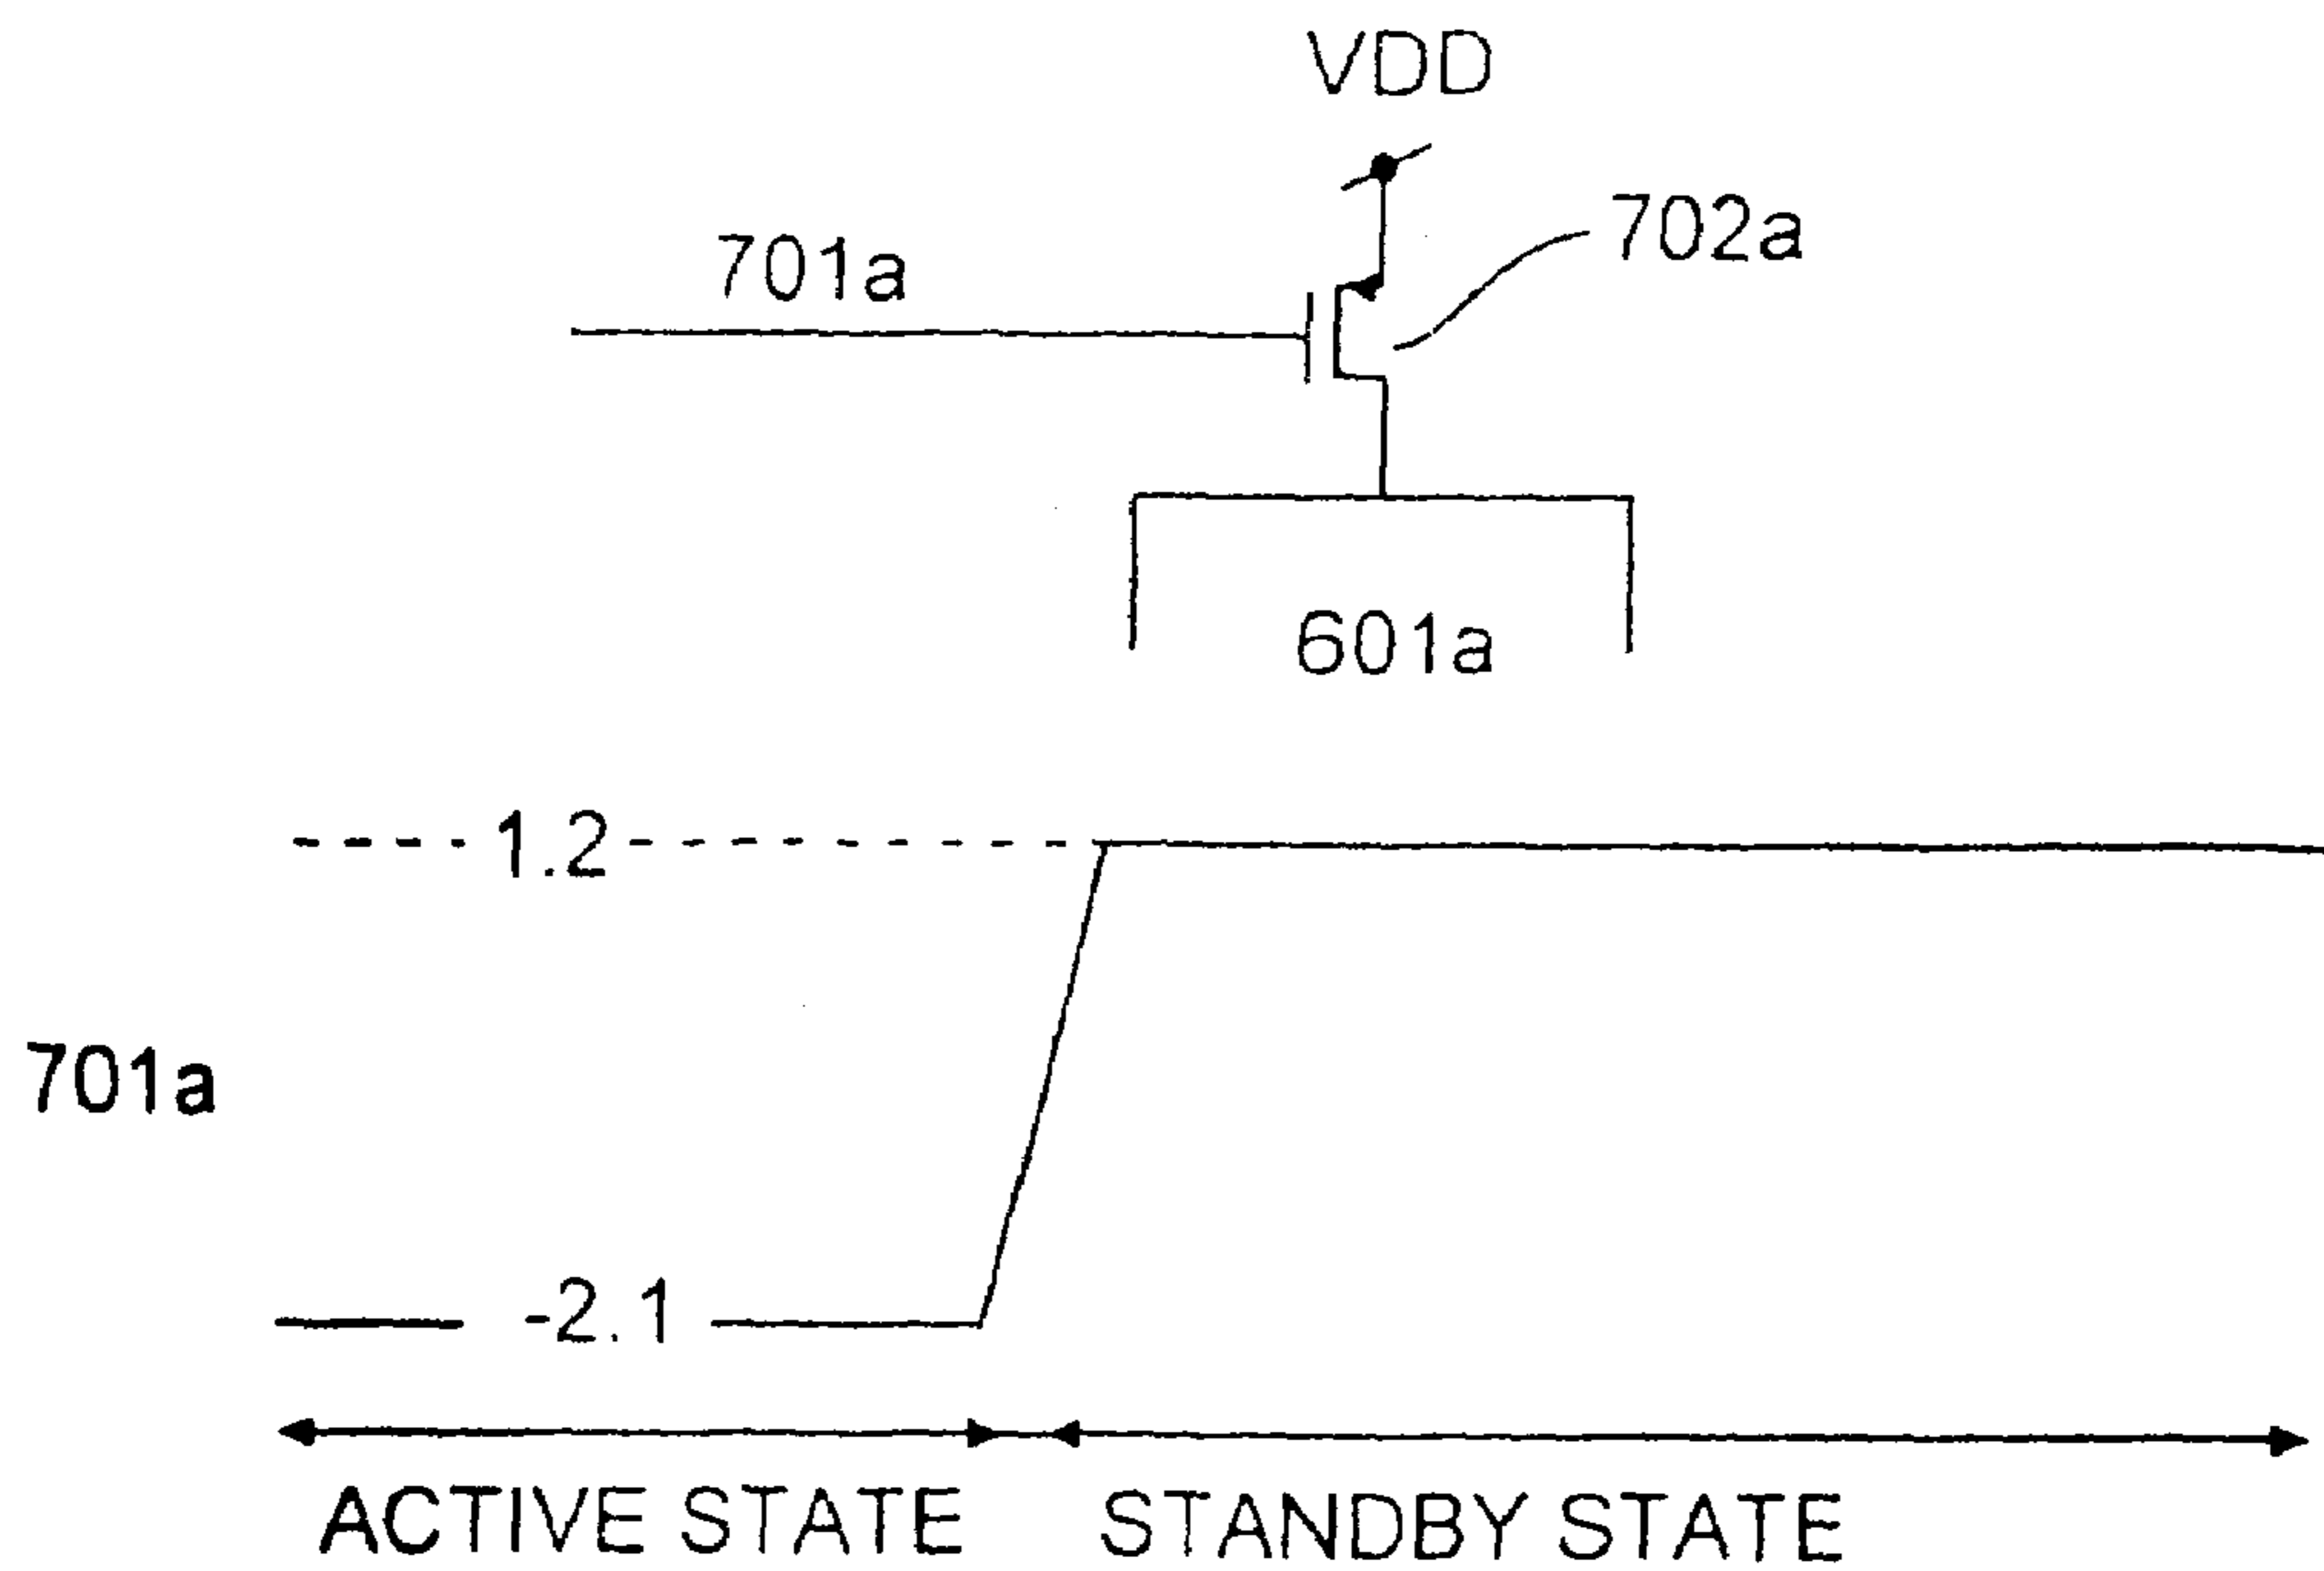 VDD
702a
701a
601a
1.2
701a
-2.1
ACTIVE STATE
STANDBY STATE